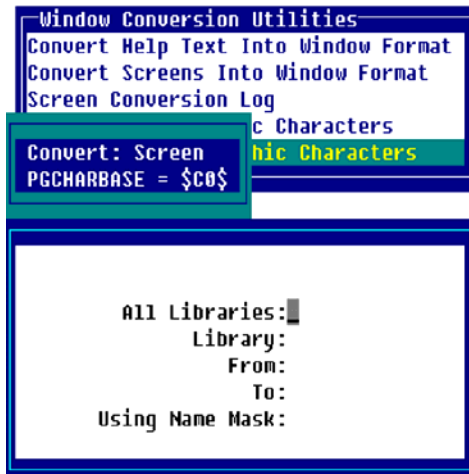 Window Conversion Utilities
Convert Help Text Into Window Format
Convert Screens Into Window Format
Screen Conversion Log
c Characters
hic Characters
Convert: Screen
PGCHARBASE = $C0$
All Libraries:
Library:
From:
To:
Using Name Mask: